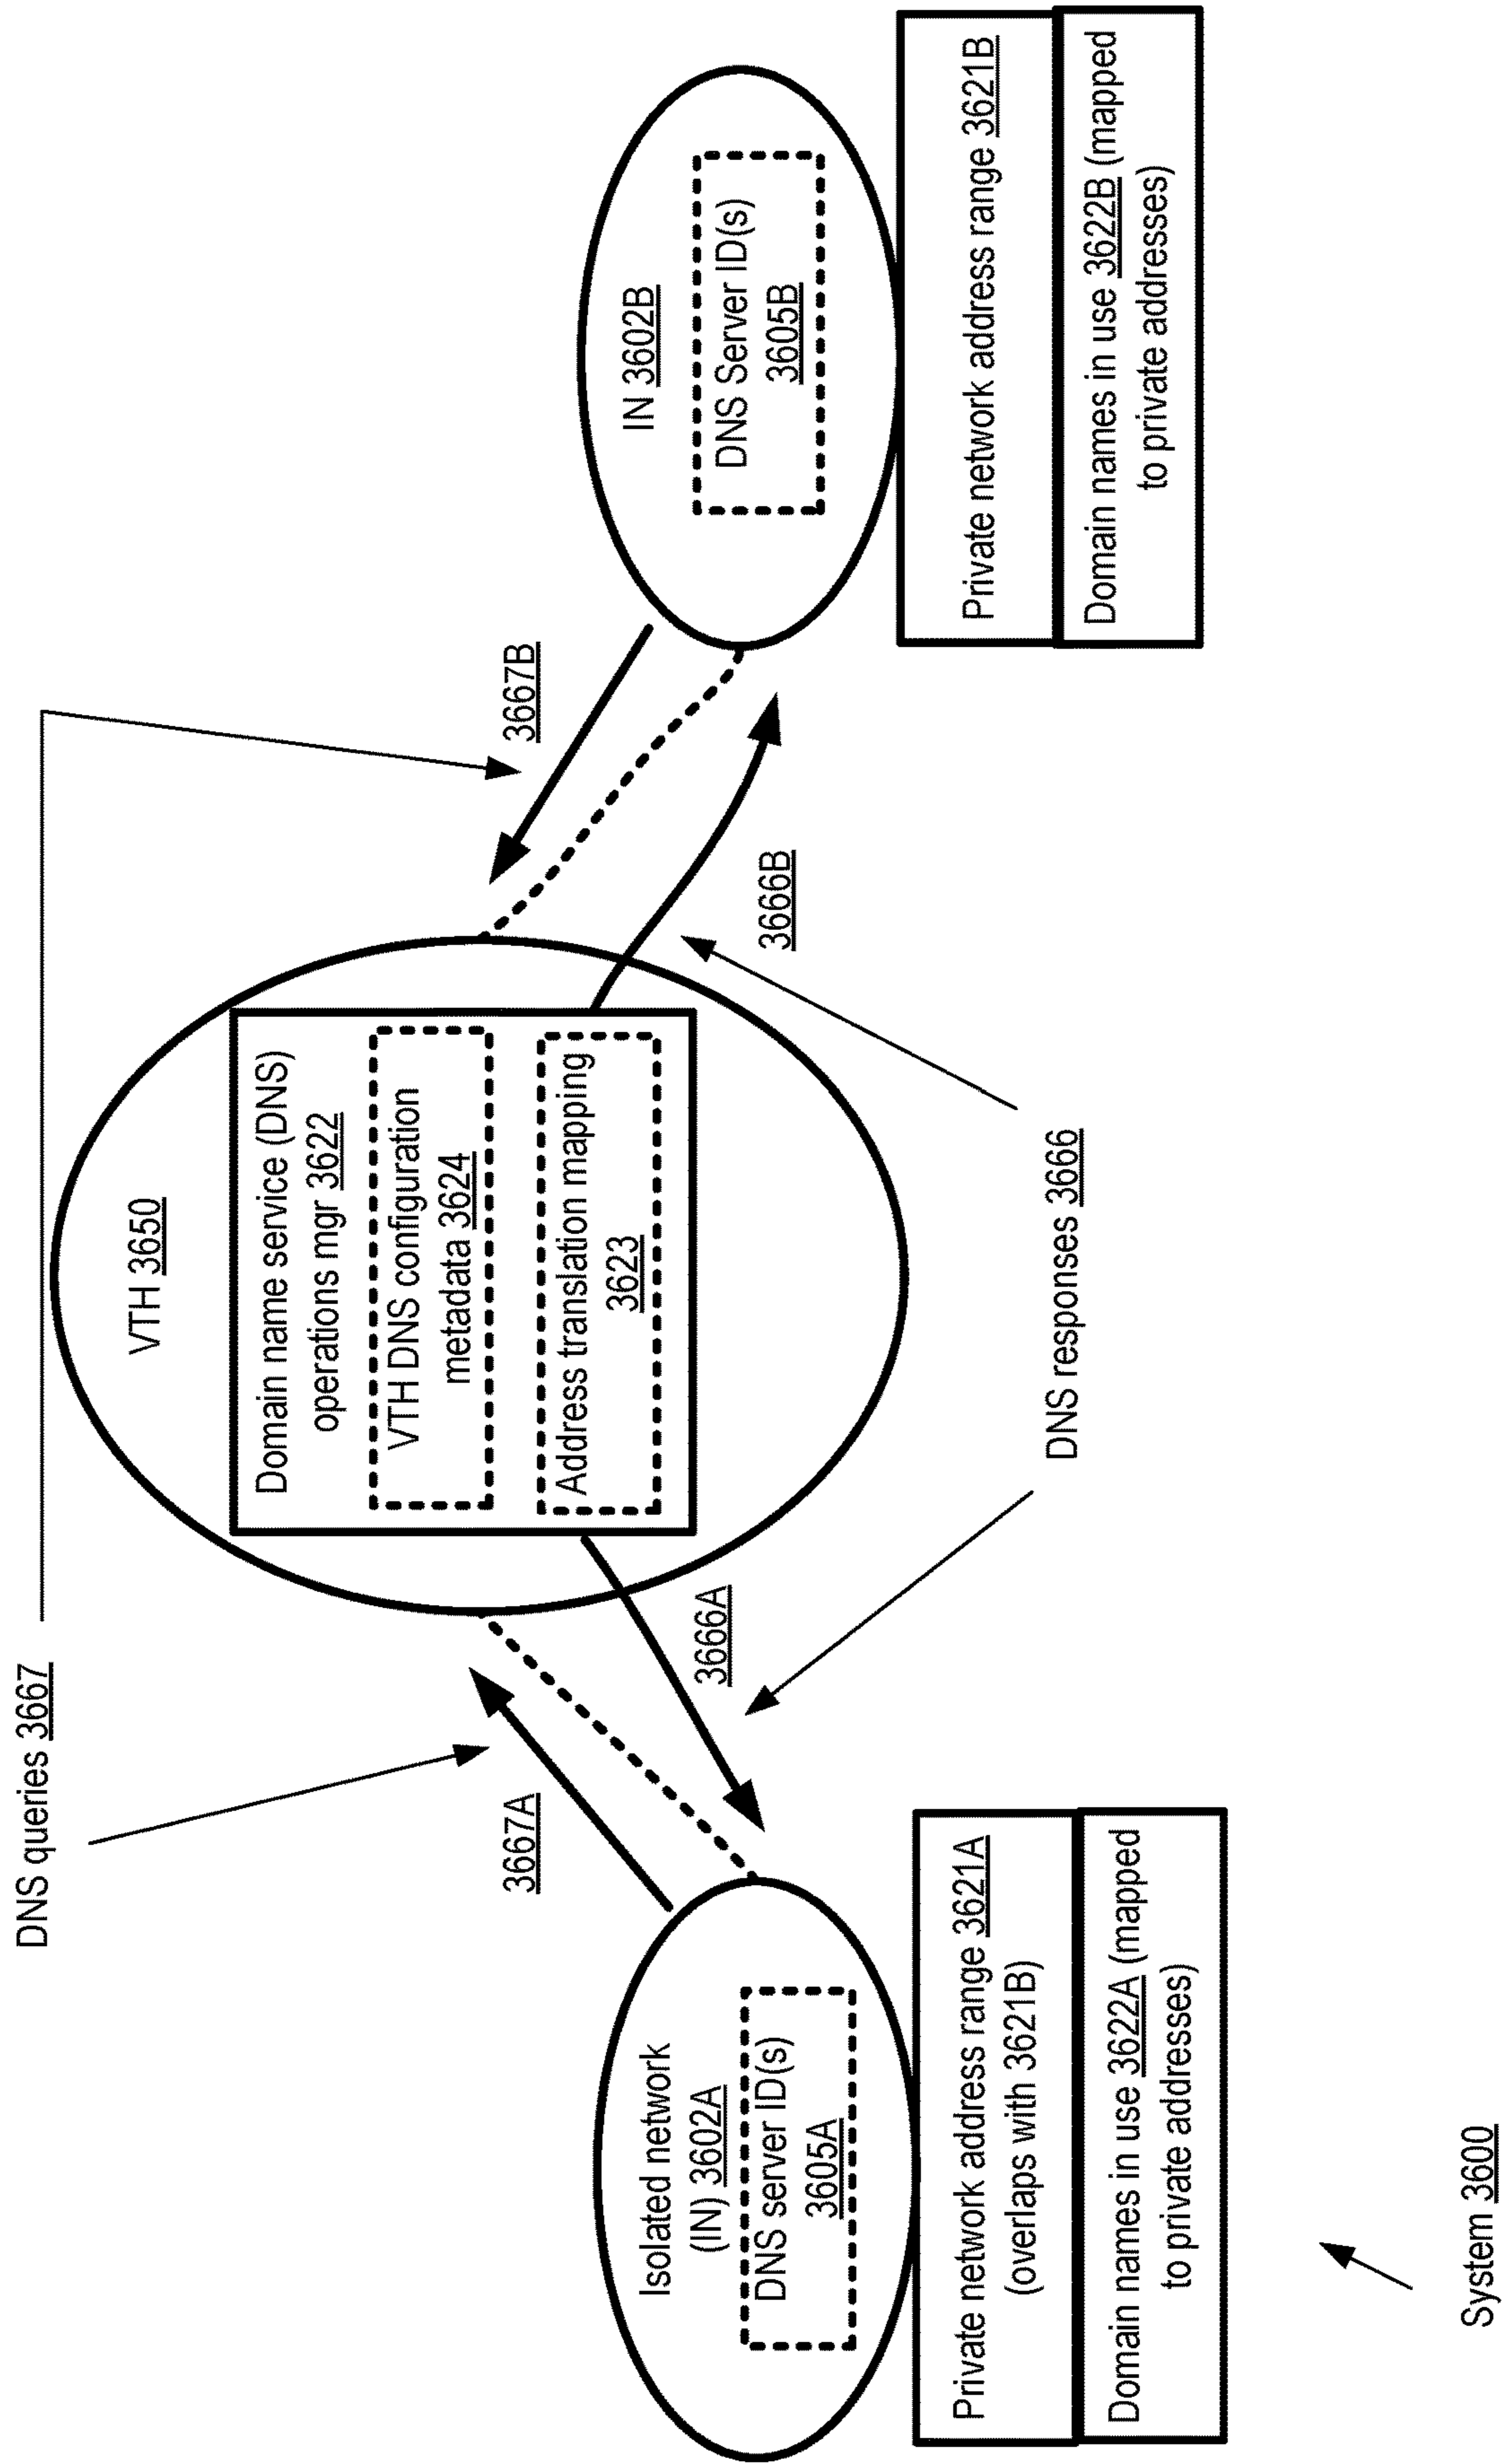 DNS queries 3667
VTH 3650
Domain name service (DNS)
operations mgr 3622
VTH DNS configuration
metadata 3624
Address translation mapping
3623
3667A
3667B
3666A
3666B
DNS responses 3666
Isolated network
(IN) 3602A
DNS server ID(s)
3605A
Private network address range 3621A
(overlaps with 3621B)
Domain names in use 3622A (mapped
to private addresses)
IN 3602B
DNS Server ID(s)
3605B
Private network address range 3621B
Domain names in use 3622B (mapped
to private addresses)
System 3600